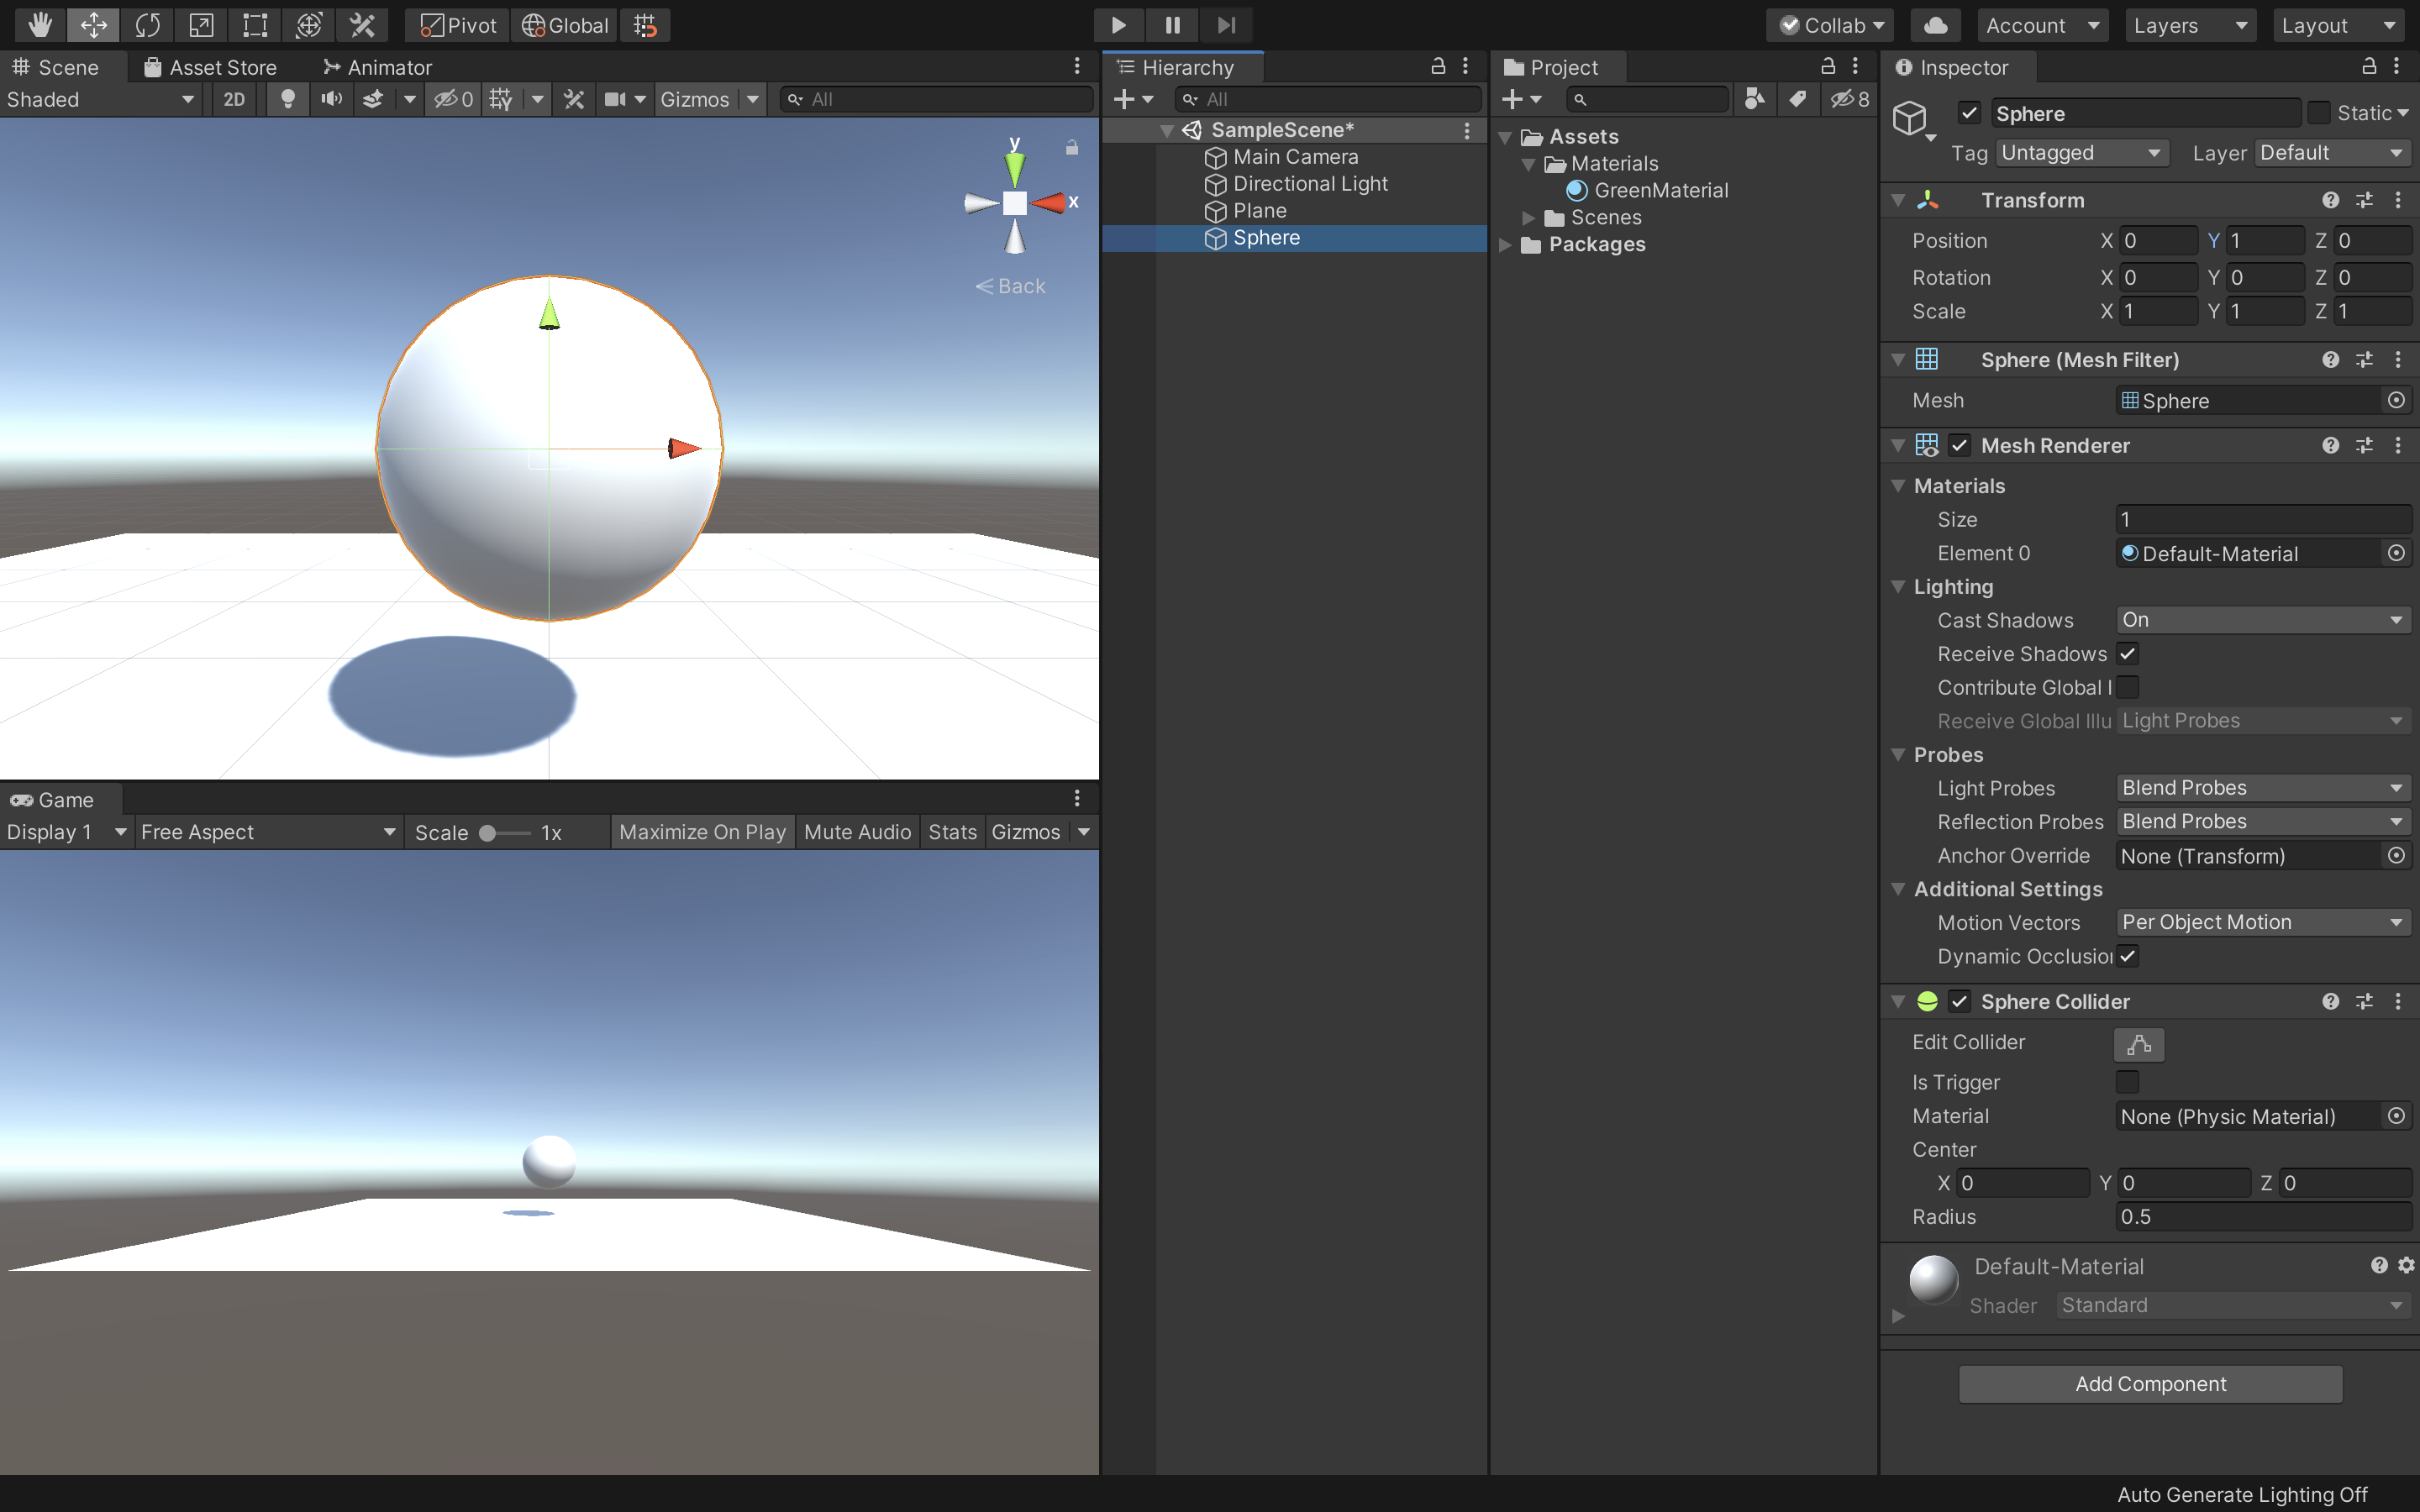 Pivot Global Collab Account Layers Layout
Scene Asset Store Animator
Shaded 2D 0 Gizmos All
y
x
Back
Game
Display 1 Free Aspect Scale 1x Maximize On Play Mute Audio Stats Gizmos
Hierarchy
All
SampleScene*
Main Camera
Directional Light
Plane
Sphere
Project
8
Assets
Materials
GreenMaterial
Scenes
Packages
Inspector
Sphere Static
Tag Untagged Layer Default
Transform
Position X 0 Y 1 Z 0
Rotation X 0 Y 0 Z 0
Scale X 1 Y 1 Z 1
Sphere (Mesh Filter)
Mesh Sphere
Mesh Renderer
Materials
Size 1
Element 0 Default-Material
Lighting
Cast Shadows On
Receive Shadows
Contribute Global I
Receive Global Illu Light Probes
Probes
Light Probes Blend Probes
Reflection Probes Blend Probes
Anchor Override None (Transform)
Additional Settings
Motion Vectors Per Object Motion
Dynamic Occlusion
Sphere Collider
Edit Collider
Is Trigger
Material None (Physic Material)
Center
X 0 Y 0 Z 0
Radius 0.5
Default-Material
Shader Standard
Add Component
Auto Generate Lighting Off